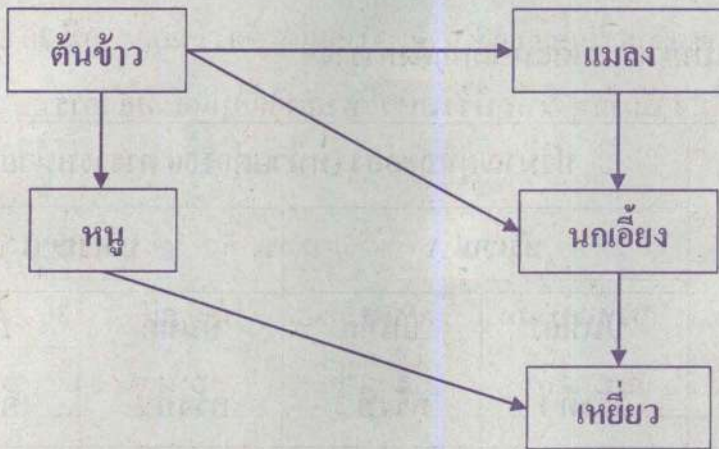 ต้นข้าว
แมลง
หนู
นกเอี้ยง
เหยี่ยว